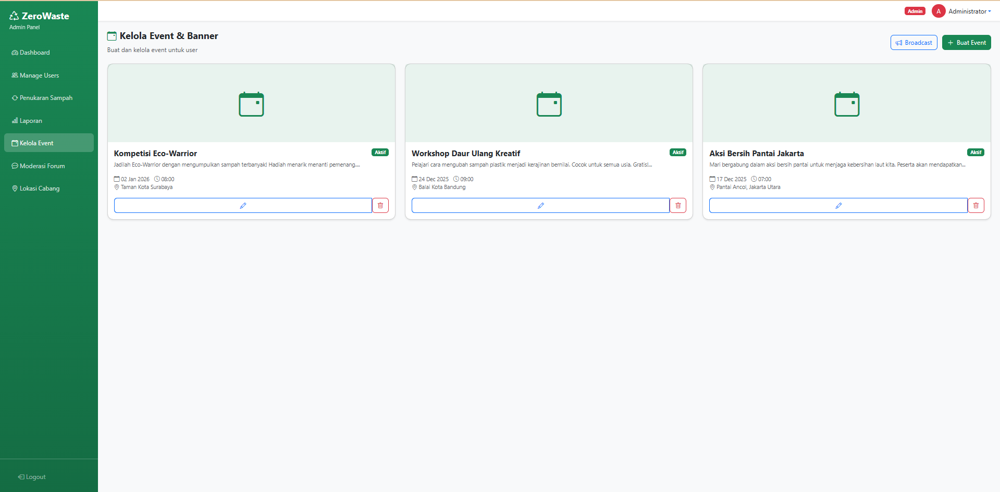 ZeroWaste
Admin Panel
Dashboard
Manage Users
Penukaran Sampah
Laporan
Kelola Event
Moderasi Forum
Lokasi Cabang
Logout
Admin
A
Administrator
Kelola Event & Banner
Buat dan kelola event untuk user
Broadcast
Buat Event
Kompetisi Eco-Warrior
Aktif
Jadilah Eco-Warrior dengan mengumpulkan sampah terbanyak! Hadiah menarik menanti pemenang....
02 Jan 2026 08:00
Taman Kota Surabaya
Workshop Daur Ulang Kreatif
Aktif
Pelajari cara mengubah sampah plastik menjadi kerajinan bernilai. Cocok untuk semua usia. Gratis!...
24 Dec 2025 09:00
Balai Kota Bandung
Aksi Bersih Pantai Jakarta
Aktif
Mari bergabung dalam aksi bersih pantai untuk menjaga kebersihan laut kita. Peserta akan mendapatkan...
17 Dec 2025 07:00
Pantai Ancol, Jakarta Utara